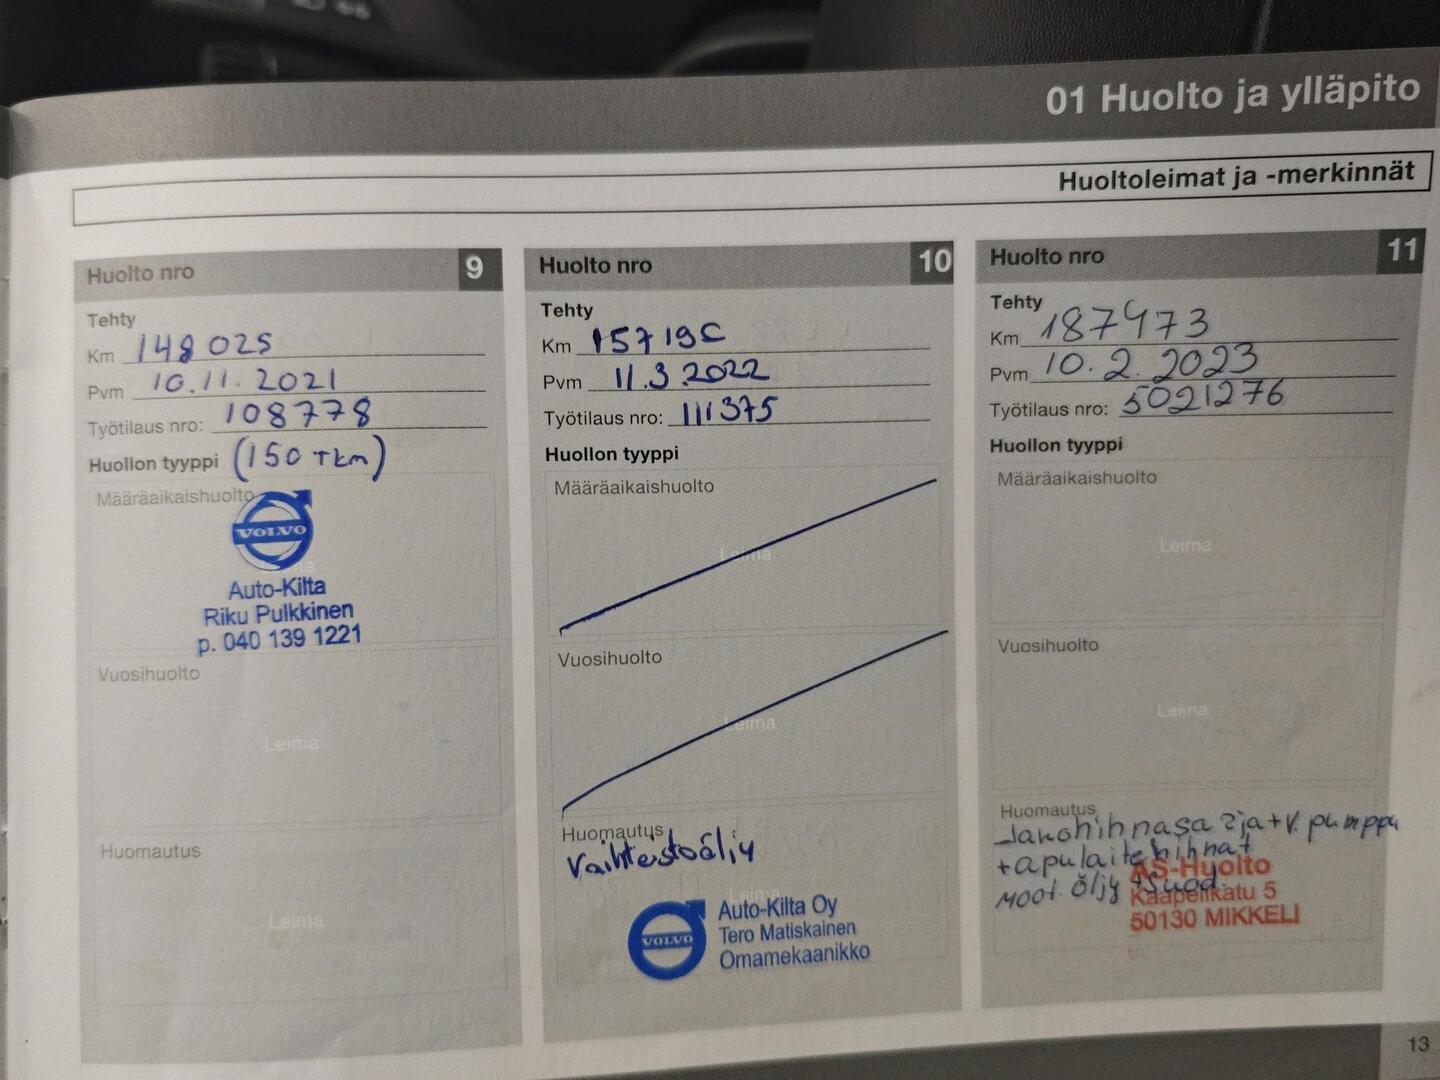 01 Huolto ja ylläpito
Huoltoleimat ja -merkinnät
Huolto nro 9
Tehty
Km 148 025
Pvm 10.11.2021
Työtilaus nro: 108778
Huollon tyyppi (150 Tkm)
Määräaikaishuolto
VOLVO
Auto-Kilta
Riku Pulkkinen
p. 040 139 1221
Vuosihuolto
Leima
Huomautus
Leima
Huolto nro 10
Tehty
Km
Pvm 11.3.2022
Työtilaus nro: 111375
Huollon tyyppi
Määräaikaishuolto
Leima
Vuosihuolto
Leima
Huomautus
Vaihteistoöljy
Leima
VOLVO
Auto-Kilta Oy
Tero Matiskainen
Omamekaanikko
Huolto nro 11
Tehty
Km 187473
Pvm 10.2.2023
Työtilaus nro: 5021276
Huollon tyyppi
Määräaikaishuolto
Leima
Vuosihuolto
Leima
Huomautus
+ V. pumppu
+ apulaitehihnat
moot. öljy + suod.
AS-Huolto
Kaapelikatu 5
50130 MIKKELI
13